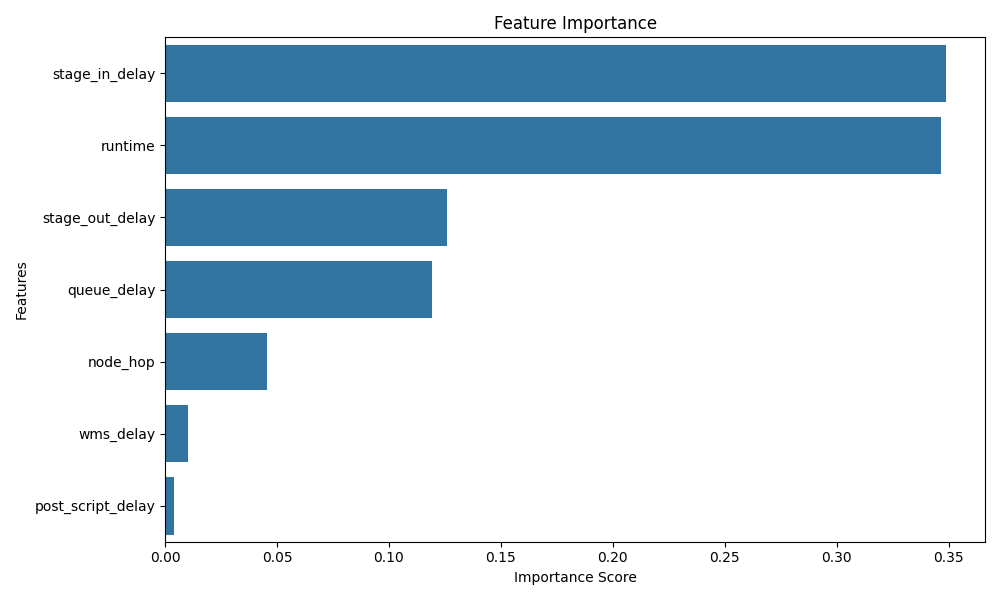 Feature Importance
Features
stage_in_delay
runtime
stage_out_delay
queue_delay
node_hop
wms_delay
post_script_delay
0.00 0.05 0.10 0.15 0.20 0.25 0.30 0.35
Importance Score